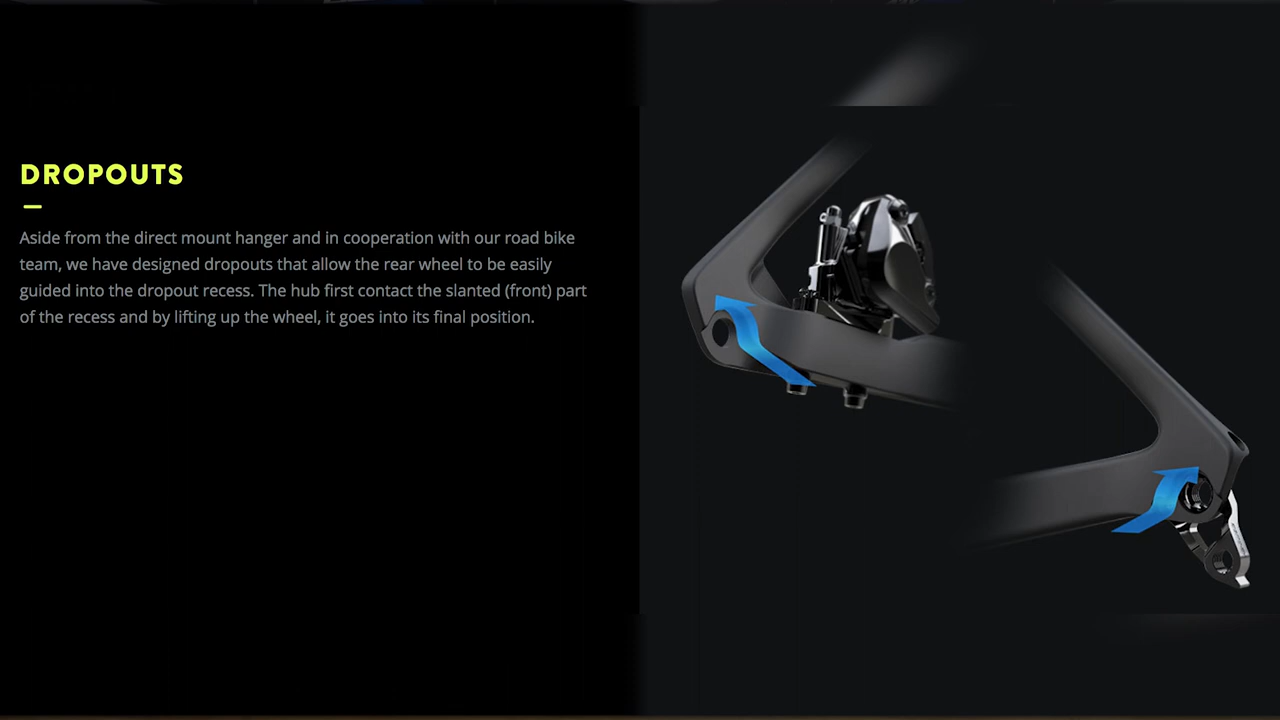 DROPOUTS
Aside from the direct mount hanger and in cooperation with our road bike
team, we have designed dropouts that allow the rear wheel to be easily
guided into the dropout recess. The hub first contact the slanted (front) part
of the recess and by lifting up the wheel, it goes into its final position.